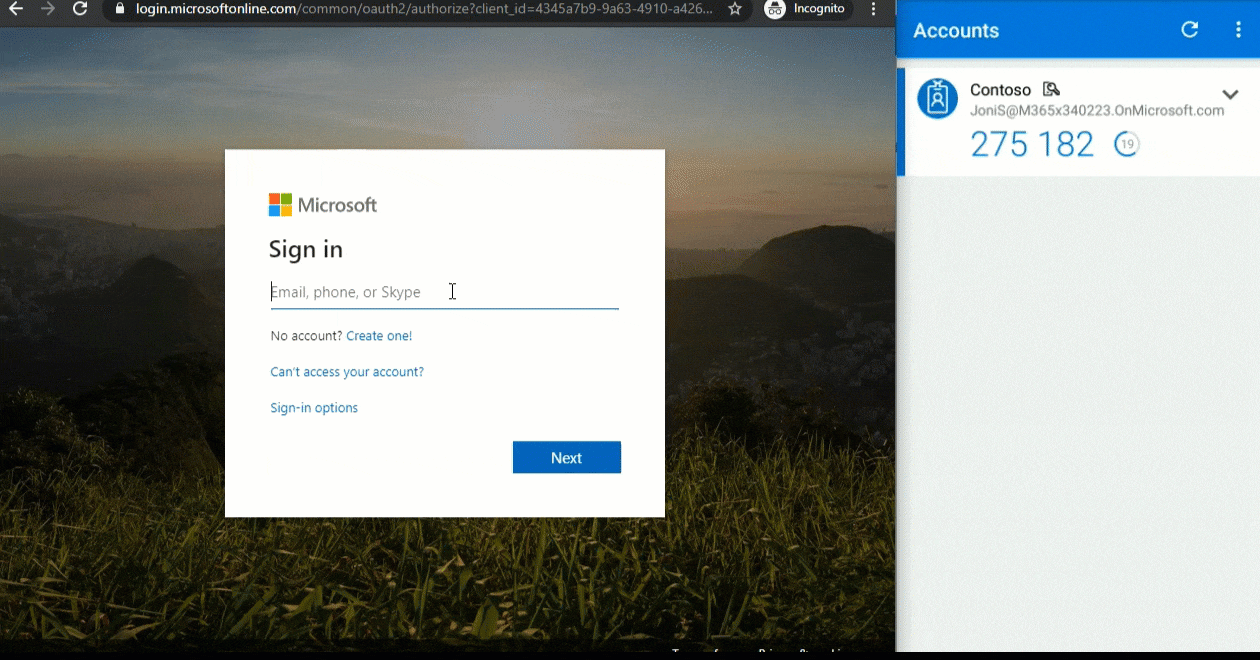 login.microsoftonline.com/common/oauth2/authorize?client_id=4345a7b9-9a63-4910-a426...
Incognito
Microsoft
Sign in
Email, phone, or Skype
No account? Create one!
Can't access your account?
Sign-in options
Next
Accounts
Contoso
JoniS@M365x340223.OnMicrosoft.com
275 182
19